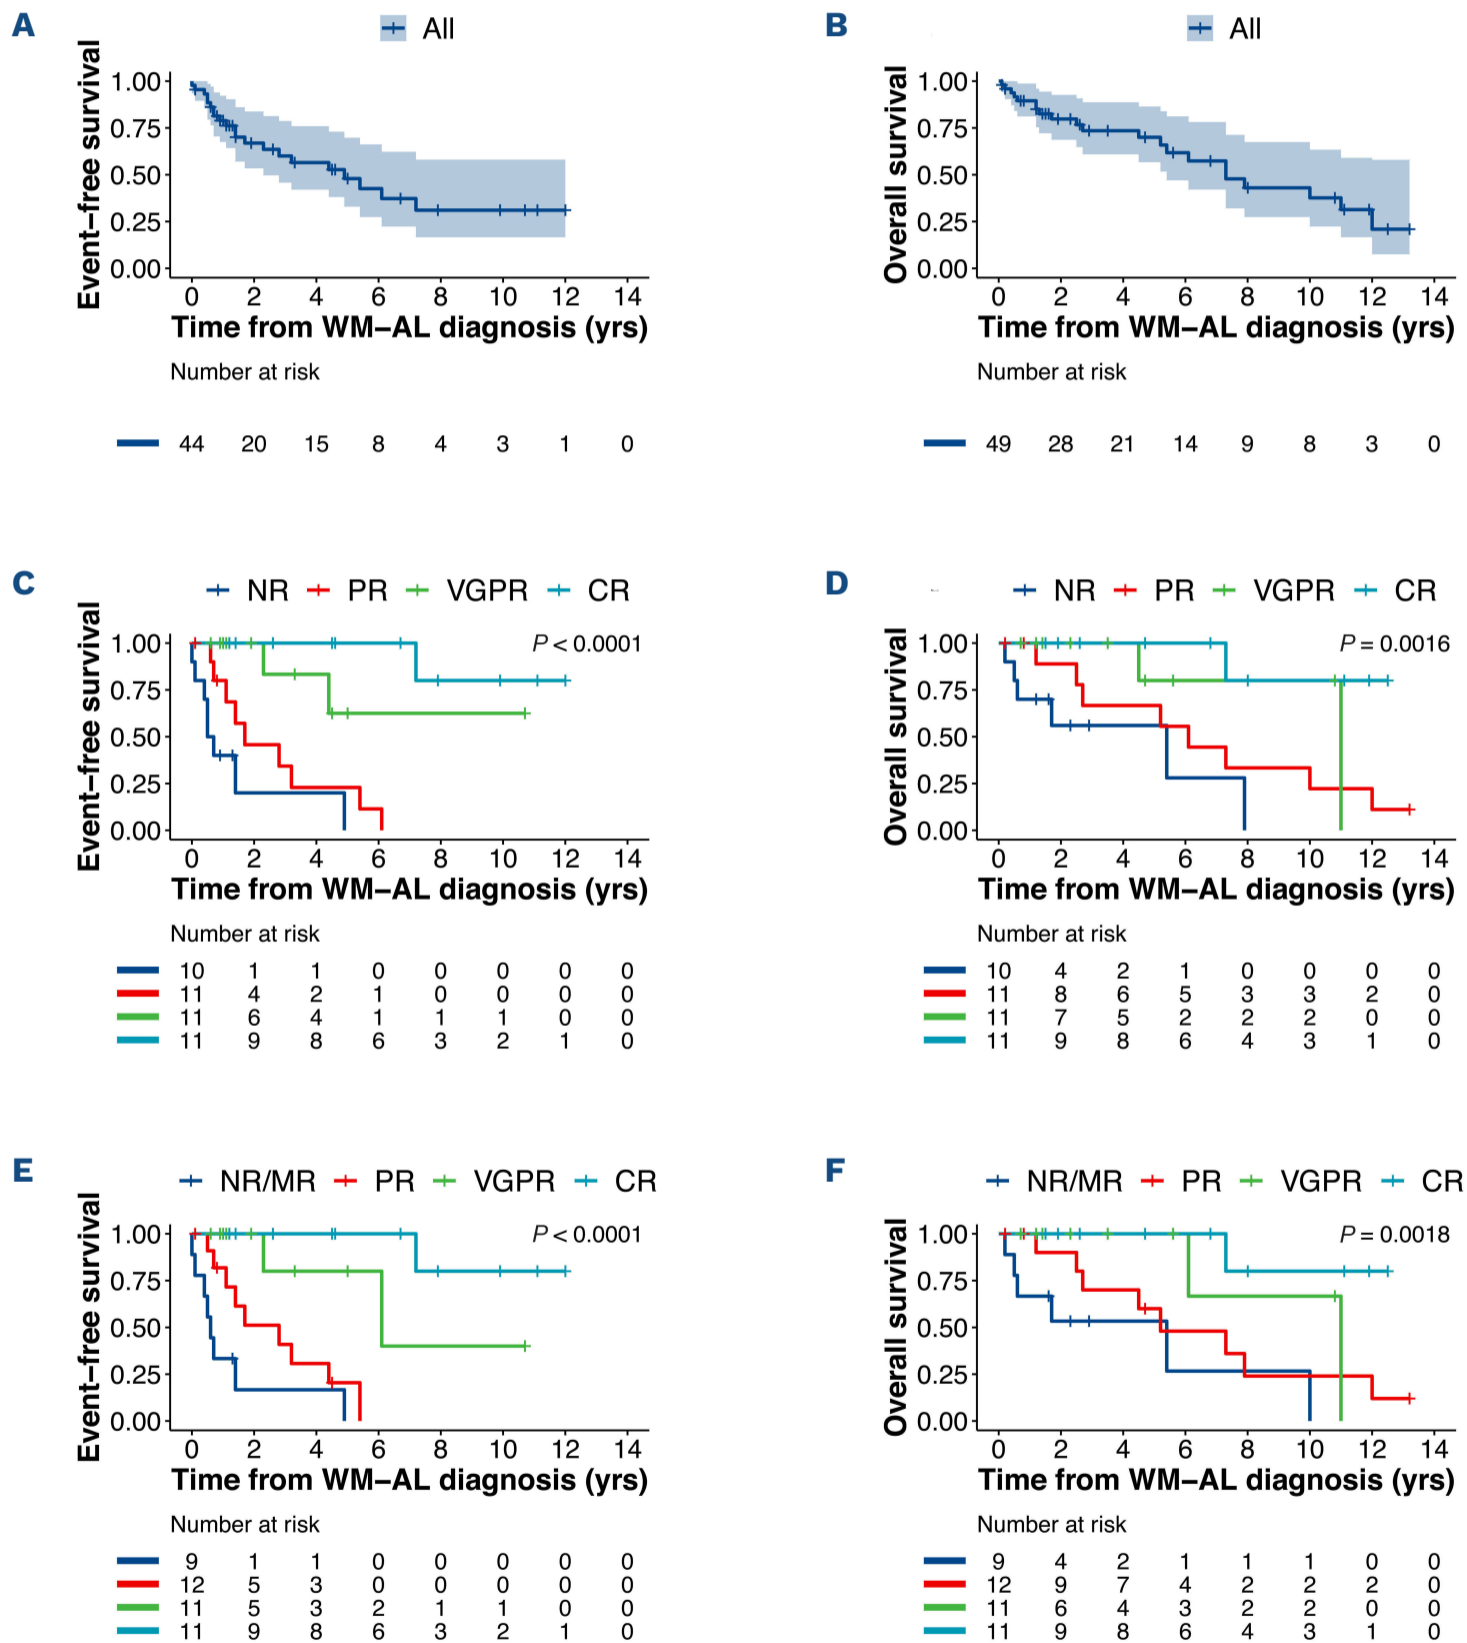 A
All
Event–free survival
1.00
0.75
0.50
0.25
0.00
0 2 4 6 8 10 12 14
Time from WM–AL diagnosis (yrs)
Number at risk
44 20 15 8 4 3 1 0
B
All
Overall survival
1.00
0.75
0.50
0.25
0.00
0 2 4 6 8 10 12 14
Time from WM–AL diagnosis (yrs)
Number at risk
49 28 21 14 9 8 3 0
C
NR PR VGPR CR
Event–free survival
1.00
0.75
0.50
0.25
0.00
P < 0.0001
0 2 4 6 8 10 12 14
Time from WM–AL diagnosis (yrs)
Number at risk
10 1 1 0 0 0 0 0
11 4 2 1 0 0 0 0
11 6 4 1 1 1 0 0
11 9 8 6 3 2 1 0
D
NR PR VGPR CR
Overall survival
1.00
0.75
0.50
0.25
0.00
P = 0.0016
0 2 4 6 8 10 12 14
Time from WM–AL diagnosis (yrs)
Number at risk
10 4 2 1 0 0 0 0
11 8 6 5 3 3 2 0
11 7 5 2 2 2 0 0
11 9 8 6 4 3 1 0
E
NR/MR PR VGPR CR
Event–free survival
1.00
0.75
0.50
0.25
0.00
P < 0.0001
0 2 4 6 8 10 12 14
Time from WM–AL diagnosis (yrs)
Number at risk
9 1 1 0 0 0 0 0
12 5 3 0 0 0 0 0
11 5 3 2 1 1 0 0
11 9 8 6 3 2 1 0
F
NR/MR PR VGPR CR
Overall survival
1.00
0.75
0.50
0.25
0.00
P = 0.0018
0 2 4 6 8 10 12 14
Time from WM–AL diagnosis (yrs)
Number at risk
9 4 2 1 1 1 0 0
12 9 7 4 2 2 2 0
11 6 4 3 2 2 0 0
11 9 8 6 4 3 1 0